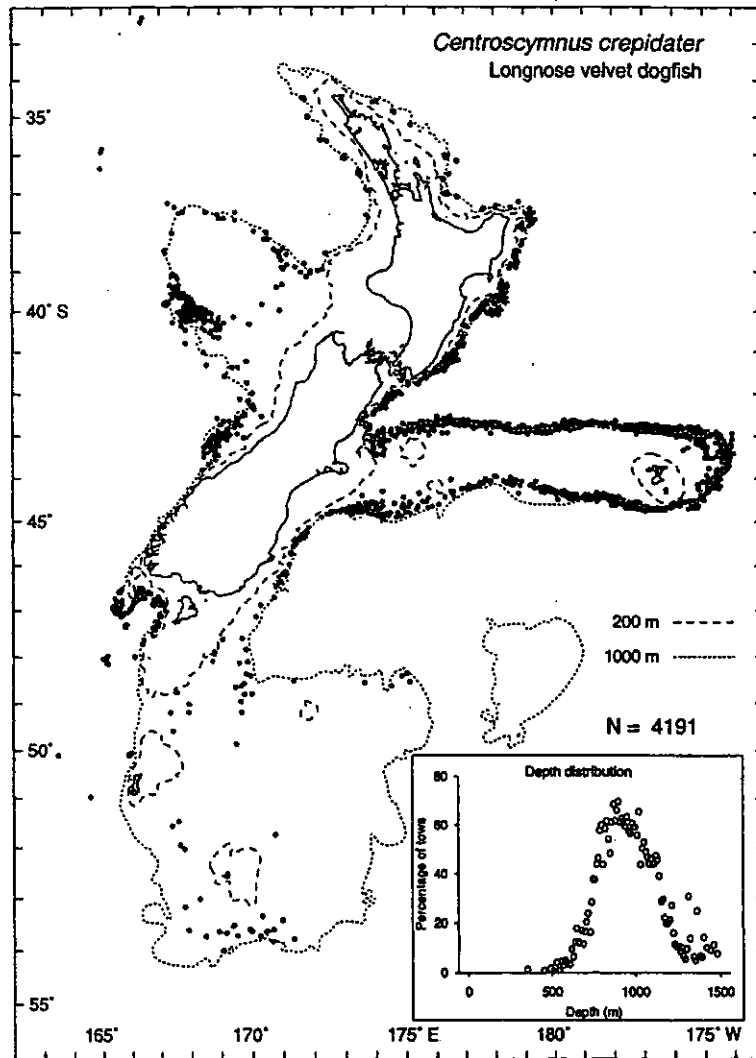 Centroscymnus crepidater
Longnose velvet dogfish
35°
40° S
45°
50°
55°
200 m
1000 m
N = 4191
Depth distribution
Percentage of tows
80
60
40
20
0
0 500 1000 1500
Depth (m)
165° 170° 175° E 180° 175° W